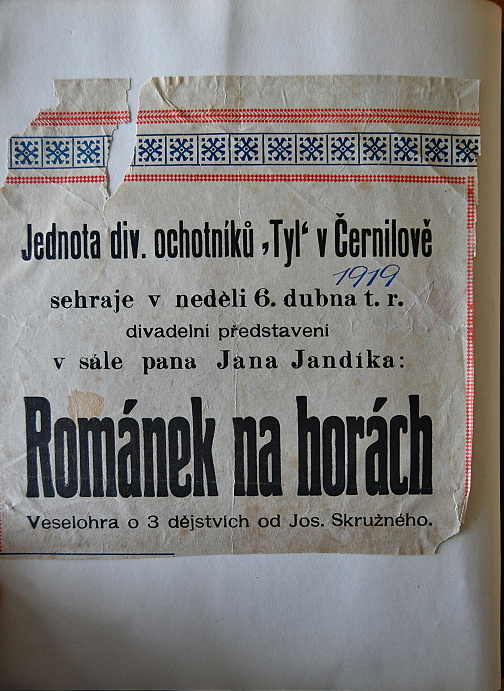 Jednota div. ochotníků „Tyl“ v Černilově
1919
sehraje v neděli 6. dubna t. r.
divadelní představení
v sále pana Jana Jandíka:
Románek na horách
Veselohra o 3 dějstvích od Jos. Skružného.